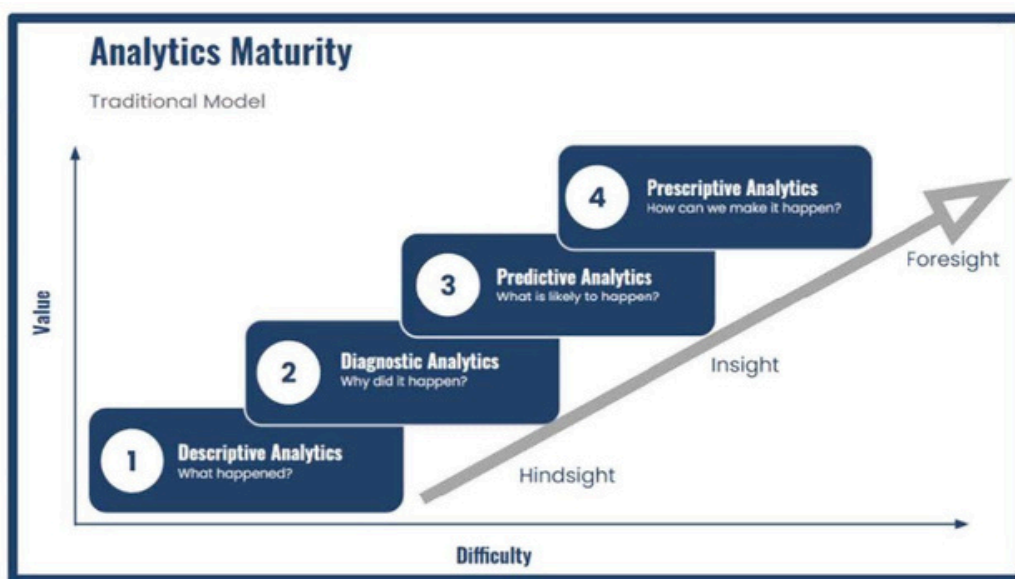 Analytics Maturity
Traditional Model
4
Prescriptive Analytics
How can we make it happen?
3
Predictive Analytics
What is likely to happen?
2
Diagnostic Analytics
Why did it happen?
1
Descriptive Analytics
What happened?
Foresight
Insight
Hindsight
Value
Difficulty